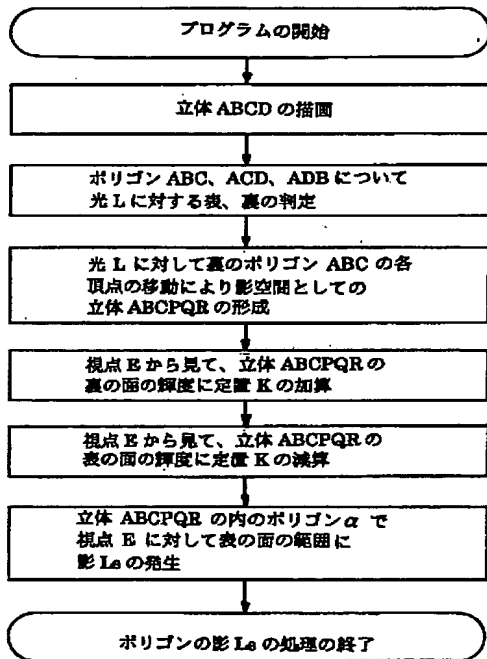 プログラムの開始
立体 ABCD の描画
ポリゴン ABC、ACD、ADB について
光 L に対する表、裏の判定
光 L に対して裏のポリゴン ABC の各
頂点の移動により影空間としての
立体 ABCPQR の形成
視点 E から見て、立体 ABCPQR の
裏の面の輝度に定置 K の加算
視点 E から見て、立体 ABCPQR の
表の面の輝度に定置 K の減算
立体 ABCPQR の内のポリゴン α で
視点 E に対して表の面の範囲に
影 Ls の発生
ポリゴンの影 Ls の処理の終了